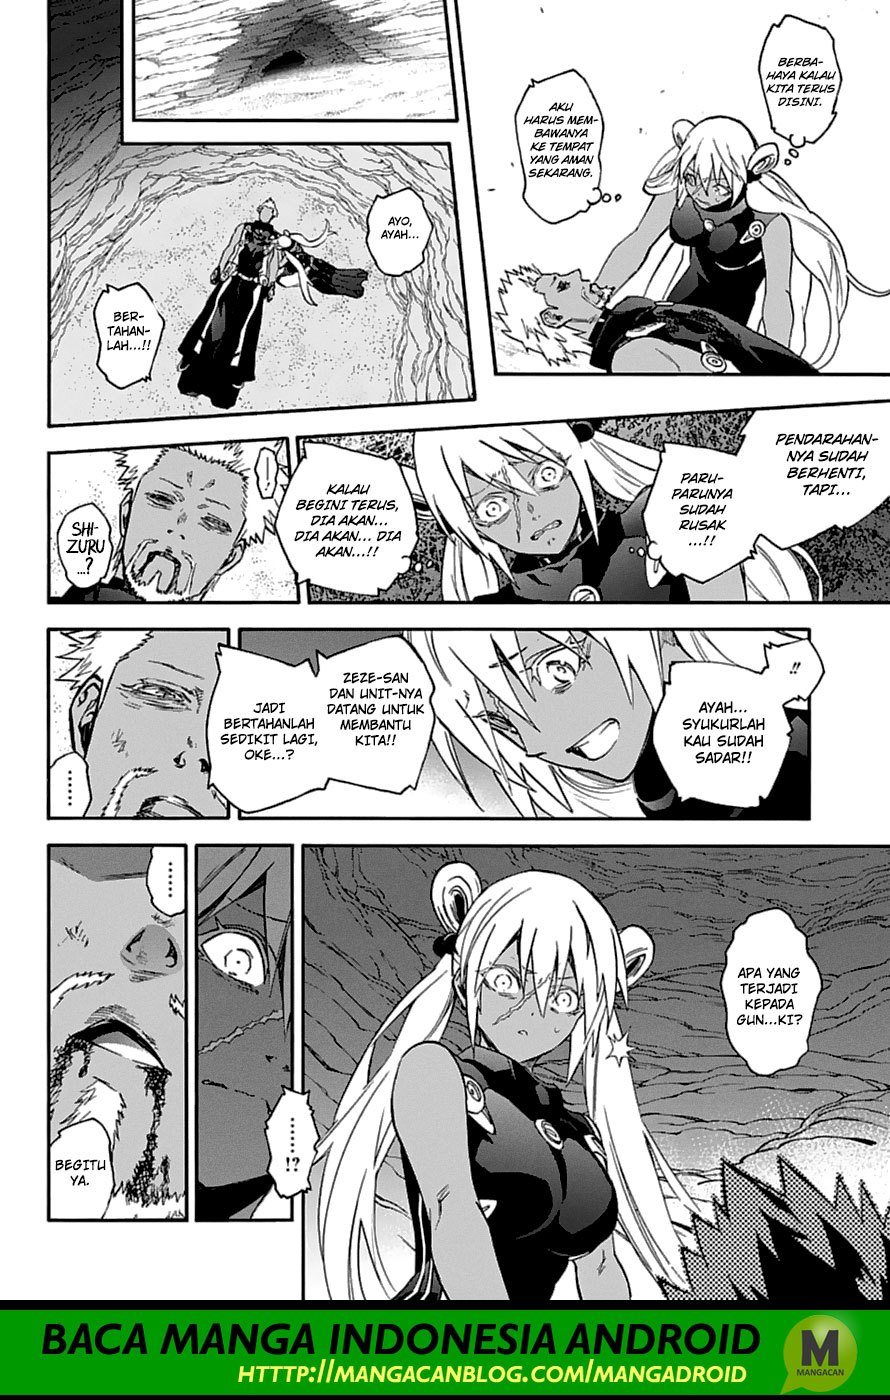 BERBA-
HAYA KALAU
KITA TERUS
DISINI.
AKU
HARUS MEM-
BAWANYA
KE TEMPAT
YANG AMAN
SEKARANG.
AYO,
AYAH...
BER-
TAHAN-
LAH...!!
PENDARAHAN-
NYA SUDAH
BERHENTI,
TAPI...
PARU-
PARUNYA
SUDAH
RUSAK
...!!
KALAU
BEGINI TERUS,
DIA AKAN...
DIA AKAN... DIA
AKAN...!!
...
SHI-
ZURU
...?
!!
AYAH...
SYUKURLAH
KAU SUDAH
SADAR!!
ZEZE-SAN
DAN UNIT-NYA
DATANG UNTUK
MEMBANTU
KITA!!
JADI
BERTAHANLAH
SEDIKIT LAGI,
OKE...?
......
APA YANG
TERJADI
KEPADA
GUN...KI?
......!?
......
BEGITU
YA.
BACA MANGA INDONESIA ANDROID
HTTTP://MANGACANBLOG.COM/MANGADROID
M
MANGACAN